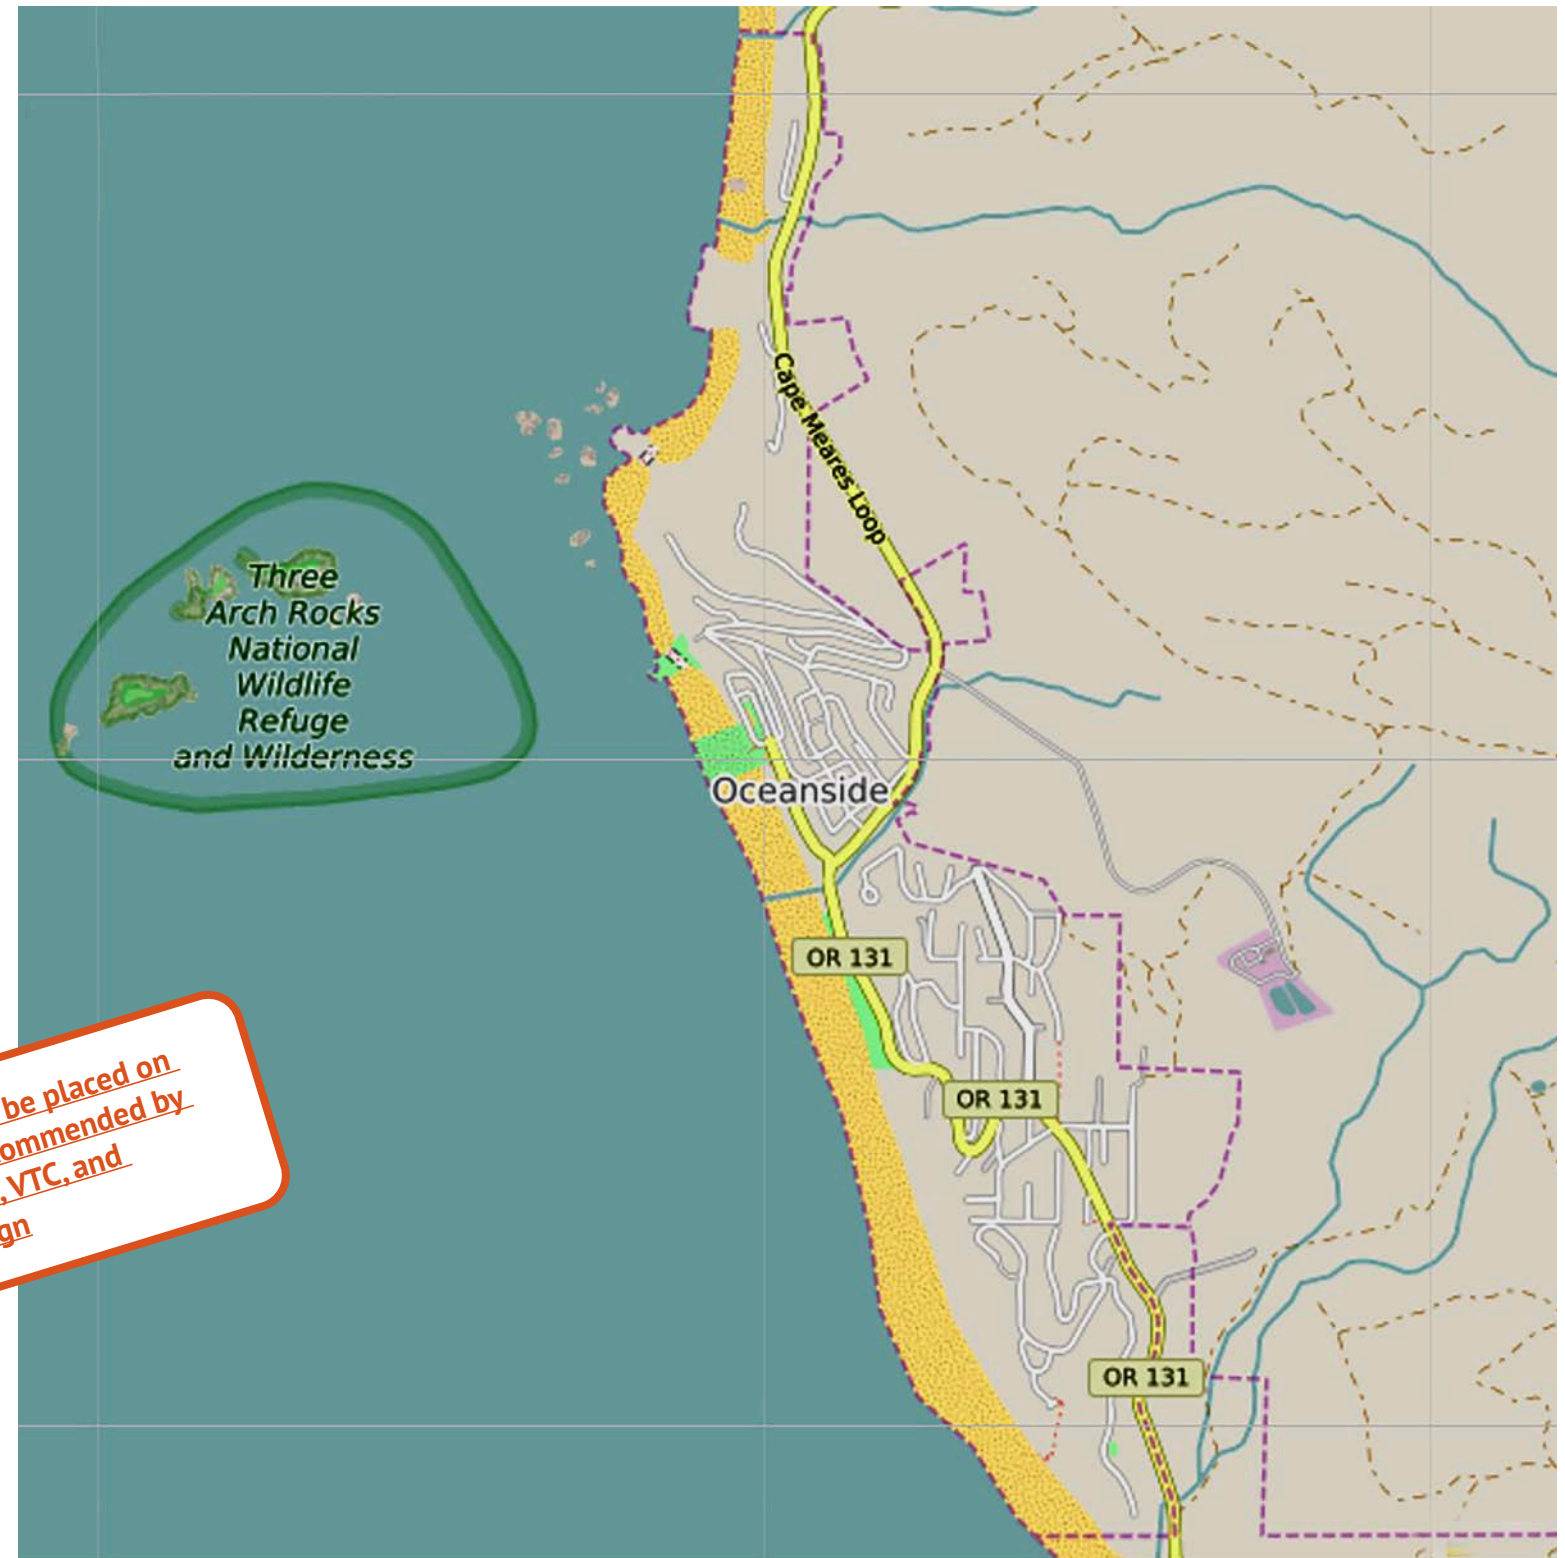 Cape Meares Loop
Three
Arch Rocks
National
Wildlife
Refuge
and Wilderness
Oceanside
OR 131
be placed on
ommended by
, VTC, and
gn
OR 131
OR 131